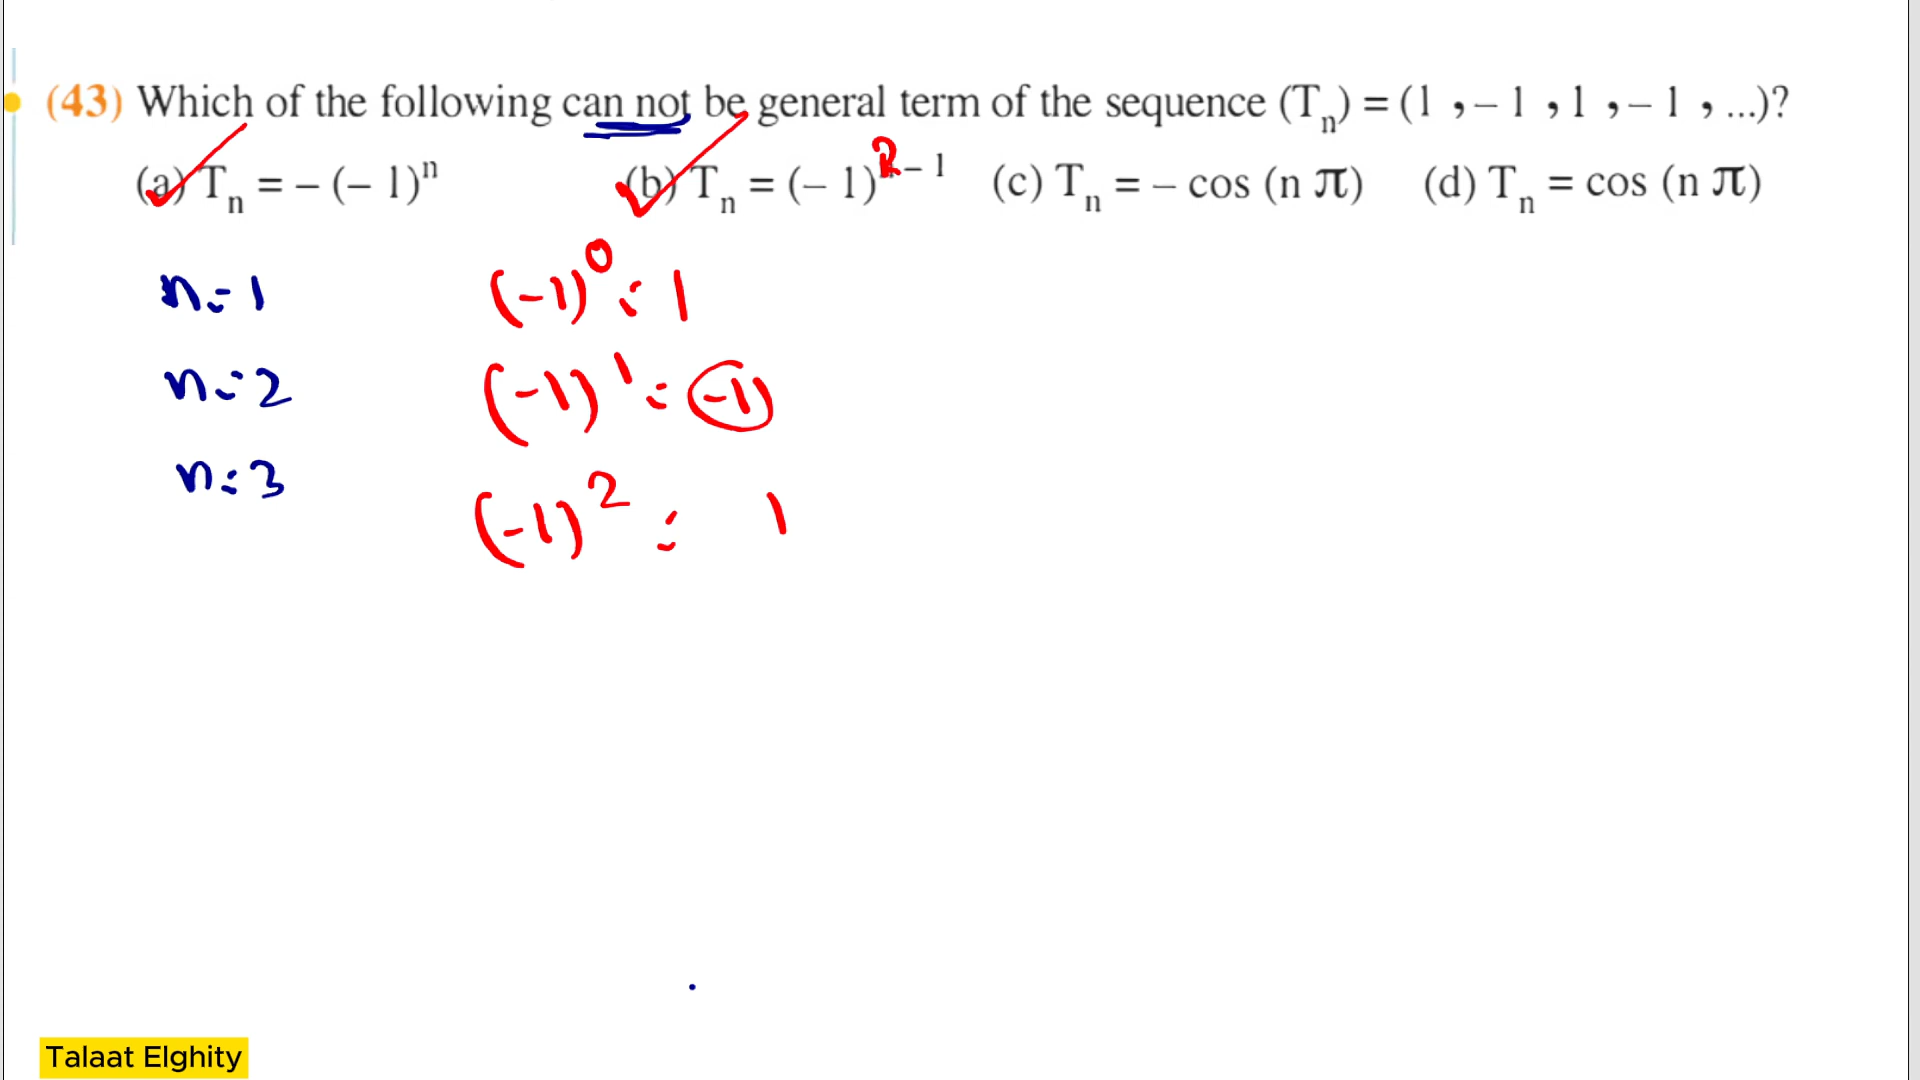 (43) Which of the following can not be general term of the sequence (Tn) = (1 , – 1 , 1 , – 1 , ...)?
(a) Tn = – (– 1)ⁿ (b) Tn = (– 1)ⁿ⁻¹ (c) Tn = – cos (n π) (d) Tn = cos (n π)
n = 1 (-1)⁰ = 1
n = 2 (-1)¹ = -1
n = 3 (-1)² = 1
Talaat Elghity